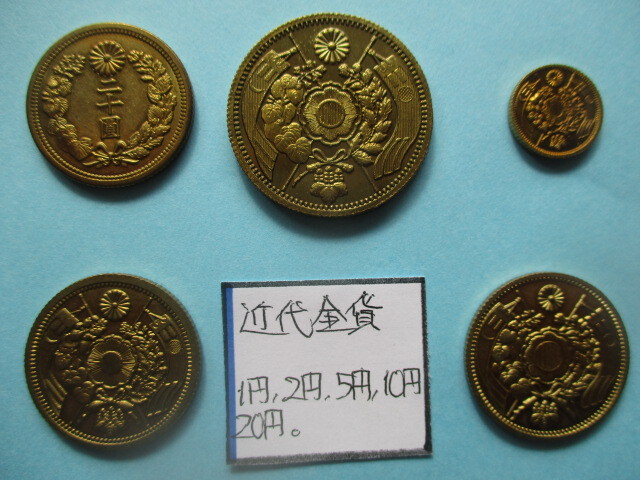 二十圓
近代金貨
1円,2円,5円,10円
20円。